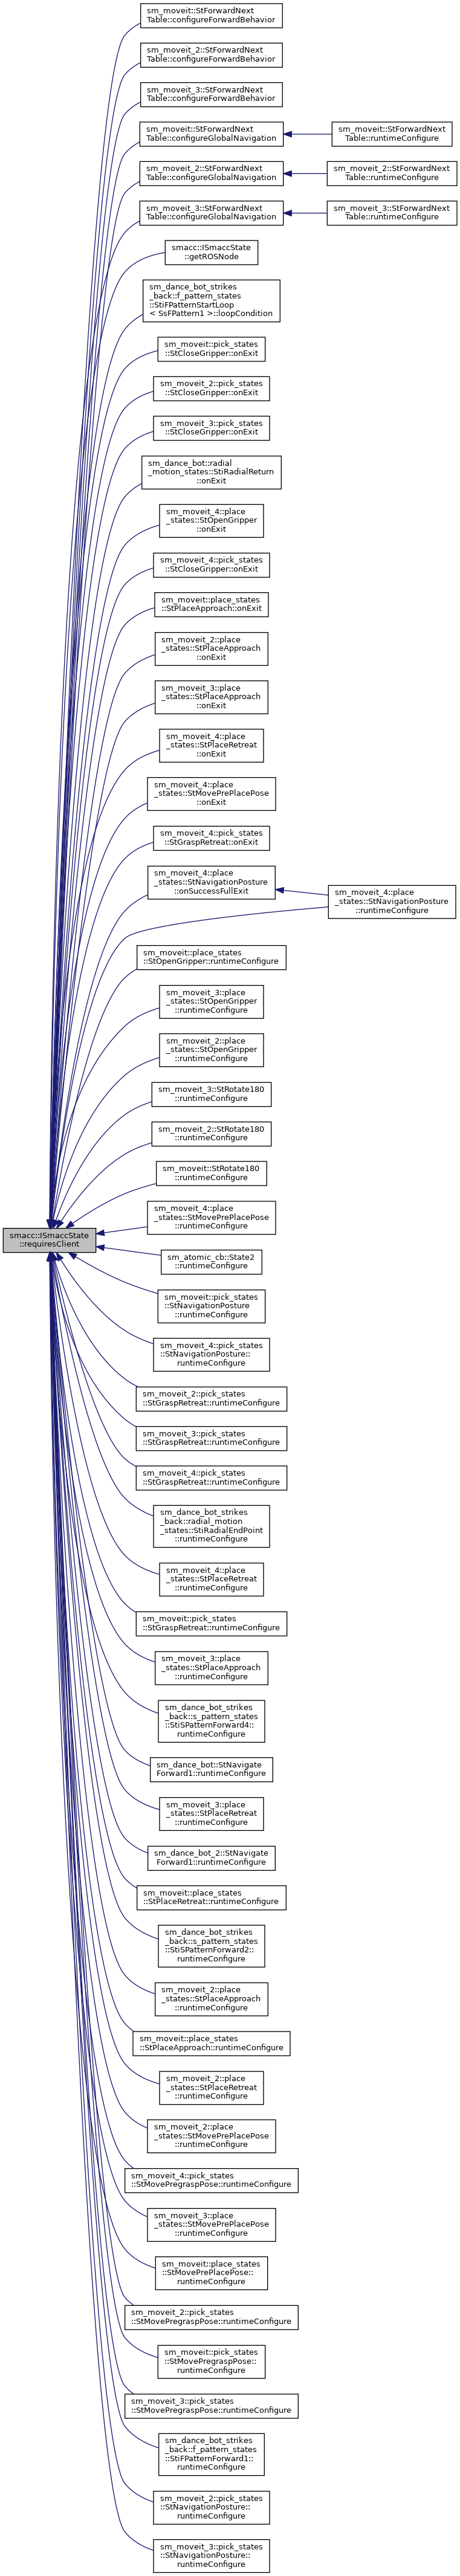 sm_moveit::StForwardNext
Table::configureForwardBehavior
sm_moveit_2::StForwardNext
Table::configureForwardBehavior
sm_moveit_3::StForwardNext
Table::configureForwardBehavior
sm_moveit::StForwardNext
Table::configureGlobalNavigation
sm_moveit::StForwardNext
Table::runtimeConfigure
sm_moveit_2::StForwardNext
Table::configureGlobalNavigation
sm_moveit_2::StForwardNext
Table::runtimeConfigure
sm_moveit_3::StForwardNext
Table::configureGlobalNavigation
sm_moveit_3::StForwardNext
Table::runtimeConfigure
smacc::ISmaccState
::getROSNode
sm_dance_bot_strikes
_back::f_pattern_states
::StiFPatternStartLoop
< SsFPattern1 >::loopCondition
sm_moveit::pick_states
::StCloseGripper::onExit
sm_moveit_2::pick_states
::StCloseGripper::onExit
sm_moveit_3::pick_states
::StCloseGripper::onExit
sm_dance_bot::radial
_motion_states::StiRadialReturn
::onExit
sm_moveit_4::place
_states::StOpenGripper
::onExit
sm_moveit_4::pick_states
::StCloseGripper::onExit
sm_moveit::place_states
::StPlaceApproach::onExit
sm_moveit_2::place
_states::StPlaceApproach
::onExit
sm_moveit_3::place
_states::StPlaceApproach
::onExit
sm_moveit_4::place
_states::StPlaceRetreat
::onExit
sm_moveit_4::place
_states::StMovePrePlacePose
::onExit
sm_moveit_4::pick_states
::StGraspRetreat::onExit
sm_moveit_4::place
_states::StNavigationPosture
::onSuccessFullExit
sm_moveit_4::place
_states::StNavigationPosture
::runtimeConfigure
sm_moveit::place_states
::StOpenGripper::runtimeConfigure
sm_moveit_3::place
_states::StOpenGripper
::runtimeConfigure
sm_moveit_2::place
_states::StOpenGripper
::runtimeConfigure
sm_moveit_3::StRotate180
::runtimeConfigure
sm_moveit_2::StRotate180
::runtimeConfigure
sm_moveit::StRotate180
::runtimeConfigure
sm_moveit_4::place
_states::StMovePrePlacePose
::runtimeConfigure
smacc::ISmaccState
::requiresClient
sm_atomic_cb::State2
::runtimeConfigure
sm_moveit::pick_states
::StNavigationPosture
::runtimeConfigure
sm_moveit_4::pick_states
::StNavigationPosture::
runtimeConfigure
sm_moveit_2::pick_states
::StGraspRetreat::runtimeConfigure
sm_moveit_3::pick_states
::StGraspRetreat::runtimeConfigure
sm_moveit_4::pick_states
::StGraspRetreat::runtimeConfigure
sm_dance_bot_strikes
_back::radial_motion
_states::StiRadialEndPoint
::runtimeConfigure
sm_moveit_4::place
_states::StPlaceRetreat
::runtimeConfigure
sm_moveit::pick_states
::StGraspRetreat::runtimeConfigure
sm_moveit_3::place
_states::StPlaceApproach
::runtimeConfigure
sm_dance_bot_strikes
_back::s_pattern_states
::StiSPatternForward4::
runtimeConfigure
sm_dance_bot::StNavigate
Forward1::runtimeConfigure
sm_moveit_3::place
_states::StPlaceRetreat
::runtimeConfigure
sm_dance_bot_2::StNavigate
Forward1::runtimeConfigure
sm_moveit::place_states
::StPlaceRetreat::runtimeConfigure
sm_dance_bot_strikes
_back::s_pattern_states
::StiSPatternForward2::
runtimeConfigure
sm_moveit_2::place
_states::StPlaceApproach
::runtimeConfigure
sm_moveit::place_states
::StPlaceApproach::runtimeConfigure
sm_moveit_2::place
_states::StPlaceRetreat
::runtimeConfigure
sm_moveit_2::place
_states::StMovePrePlacePose
::runtimeConfigure
sm_moveit_4::pick_states
::StMovePregraspPose::runtimeConfigure
sm_moveit_3::place
_states::StMovePrePlacePose
::runtimeConfigure
sm_moveit::place_states
::StMovePrePlacePose::
runtimeConfigure
sm_moveit_2::pick_states
::StMovePregraspPose::runtimeConfigure
sm_moveit::pick_states
::StMovePregraspPose::
runtimeConfigure
sm_moveit_3::pick_states
::StMovePregraspPose::runtimeConfigure
sm_dance_bot_strikes
_back::f_pattern_states
::StiFPatternForward1::
runtimeConfigure
sm_moveit_2::pick_states
::StNavigationPosture::
runtimeConfigure
sm_moveit_3::pick_states
::StNavigationPosture::
runtimeConfigure